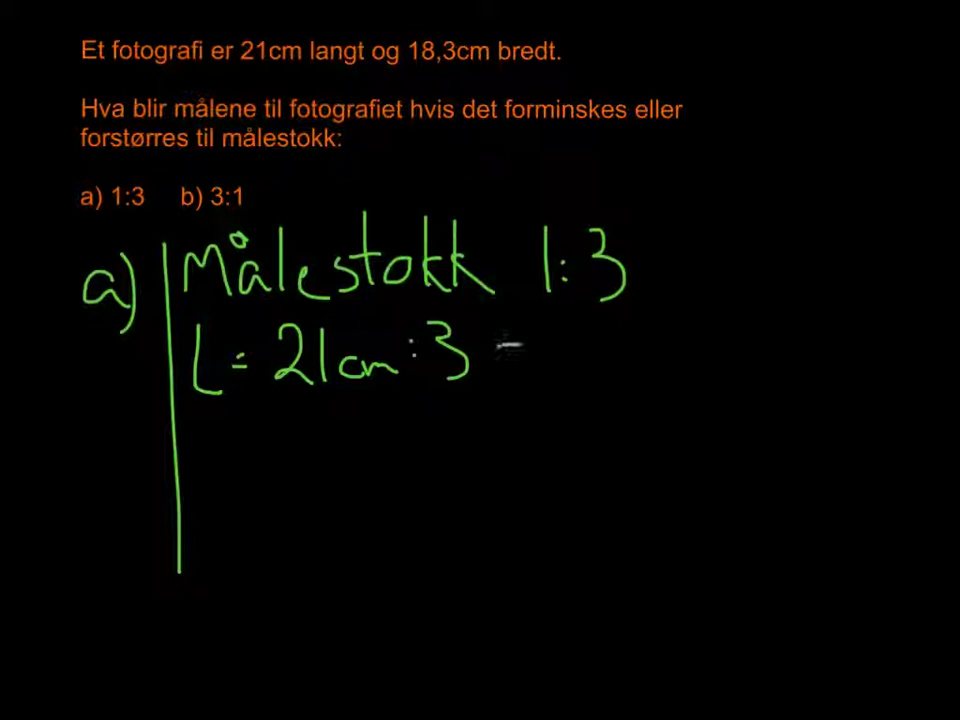 Et fotografi er 21cm langt og 18,3cm bredt.
Hva blir målene til fotografiet hvis det forminskes eller
forstørres til målestokk:
a) 1:3 b) 3:1
a) Målestokk 1:3
L = 21cm : 3 =